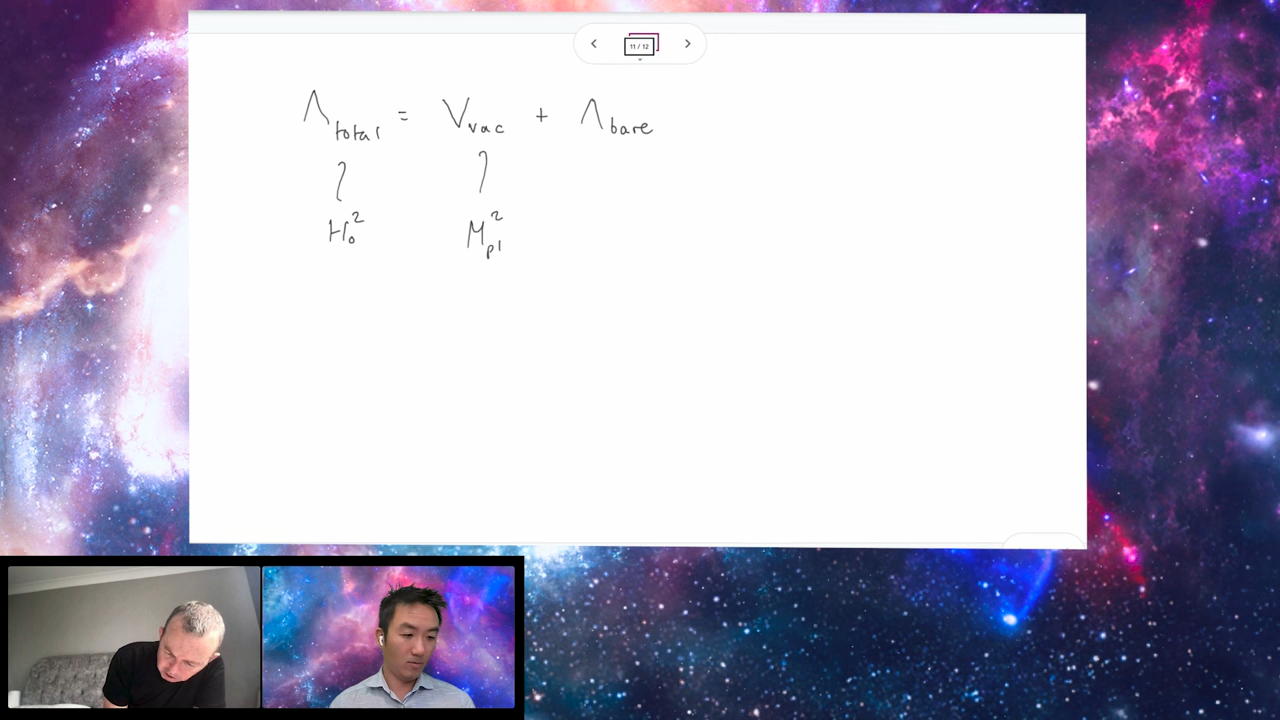 11 / 12
Λtotal = Vvac + Λbare
H₀² Mpl²